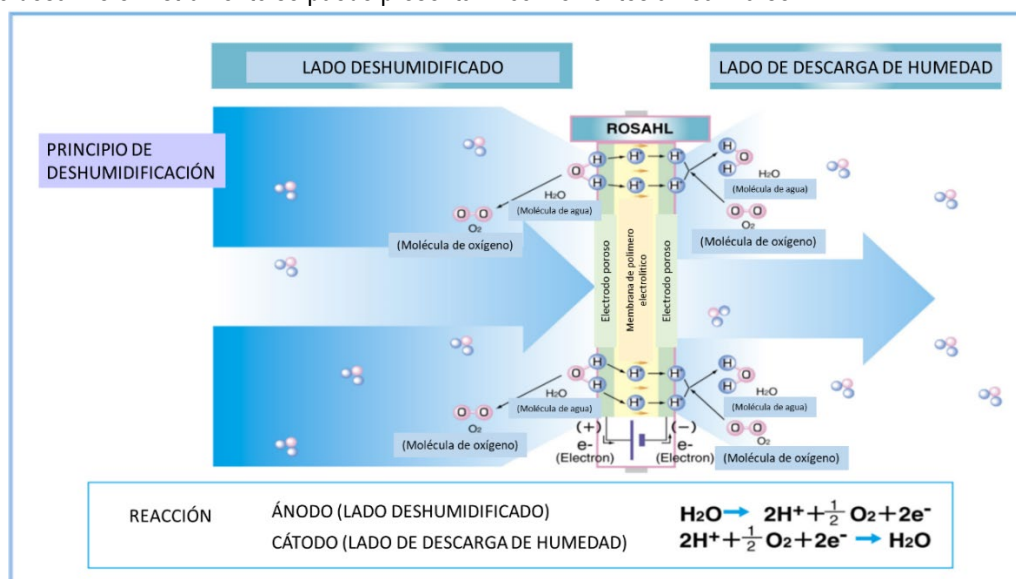 LADO DESHUMIDIFICADO
LADO DE DESCARGA DE HUMEDAD
PRINCIPIO DE
DESHUMIDIFICACIÓN
ROSAHL
H
O
H
H⁺
H⁺
H⁺
H⁺
H
O
H
H₂O
(Molécula de agua)
H₂O
(Molécula de agua)
O O
O₂
(Molécula de oxígeno)
O O
O₂
(Molécula de oxígeno)
Electrodo poroso
Membrana de polímero
electrolítico
Electrodo poroso
H
O
H
H⁺
H⁺
H⁺
H⁺
H
O
H
H₂O
(Molécula de agua)
H₂O
(Molécula de agua)
O O
O₂
(Molécula de oxígeno)
O O
O₂
(Molécula de oxígeno)
(+)
e-
(Electron)
(−)
e-
(Electron)
REACCIÓN
ÁNODO (LADO DESHUMIDIFICADO)
H₂O → 2H⁺ + ½ O₂ + 2e⁻
CÁTODO (LADO DE DESCARGA DE HUMEDAD)
2H⁺ + ½ O₂ + 2e⁻ → H₂O